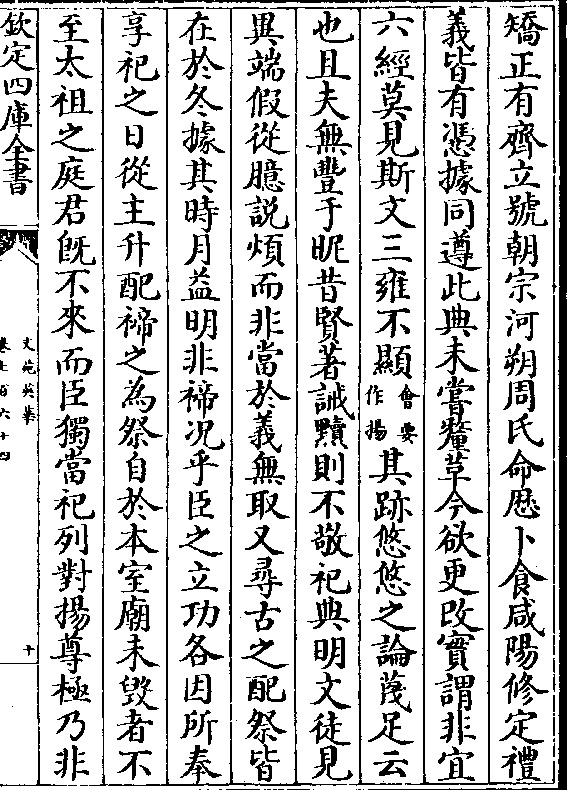 矯正有齊立號朝宗河朔周氏命厯卜食咸陽修定禮
義皆有憑據同遵此典未嘗釐草今欲更改實謂非宜
六經莫見斯文三雍不顯會要作揚其跡悠悠之論蔑足云
也且夫無豐于昵昔賢著誡黷則不敬祀典明文徒見
異端假從臆説煩而非當於義無取又尋古之配祭皆
在於冬據其時月益明非禘况乎臣之立功各因所奉
享祀之日從主升配禘之為祭自於本室廟未毀者不
至太祖之庭君旣不來而臣獨當祀列對揚尊極乃非
欽定四庫全書
文苑英華
卷七百六十四
十